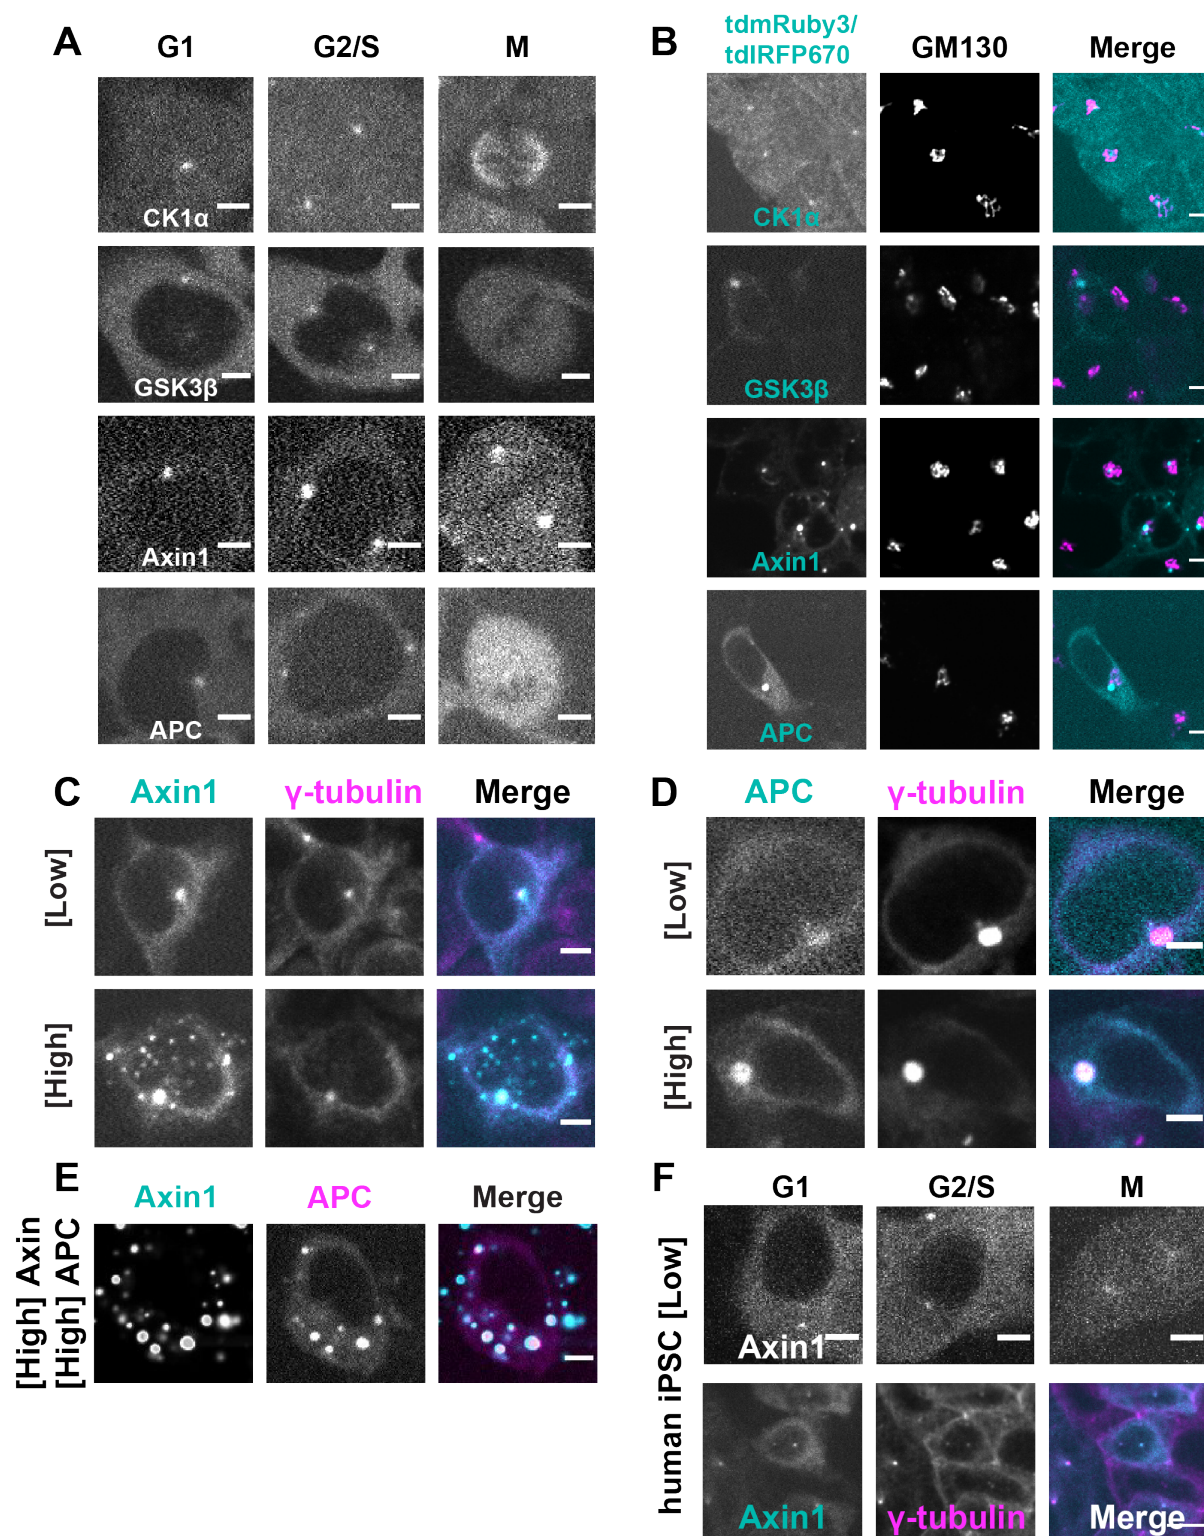 A
G1
G2/S
M
CK1α
GSK3β
Axin1
APC
B
tdmRuby3/
tdIRFP670
GM130
Merge
CK1α
GSK3β
Axin1
APC
C
Axin1
γ-tubulin
Merge
[Low]
[High]
D
APC
γ-tubulin
Merge
[Low]
[High]
E
Axin1
APC
Merge
[High] Axin
[High] APC
F
G1
G2/S
M
human iPSC [Low]
Axin1
Axin1
γ-tubulin
Merge